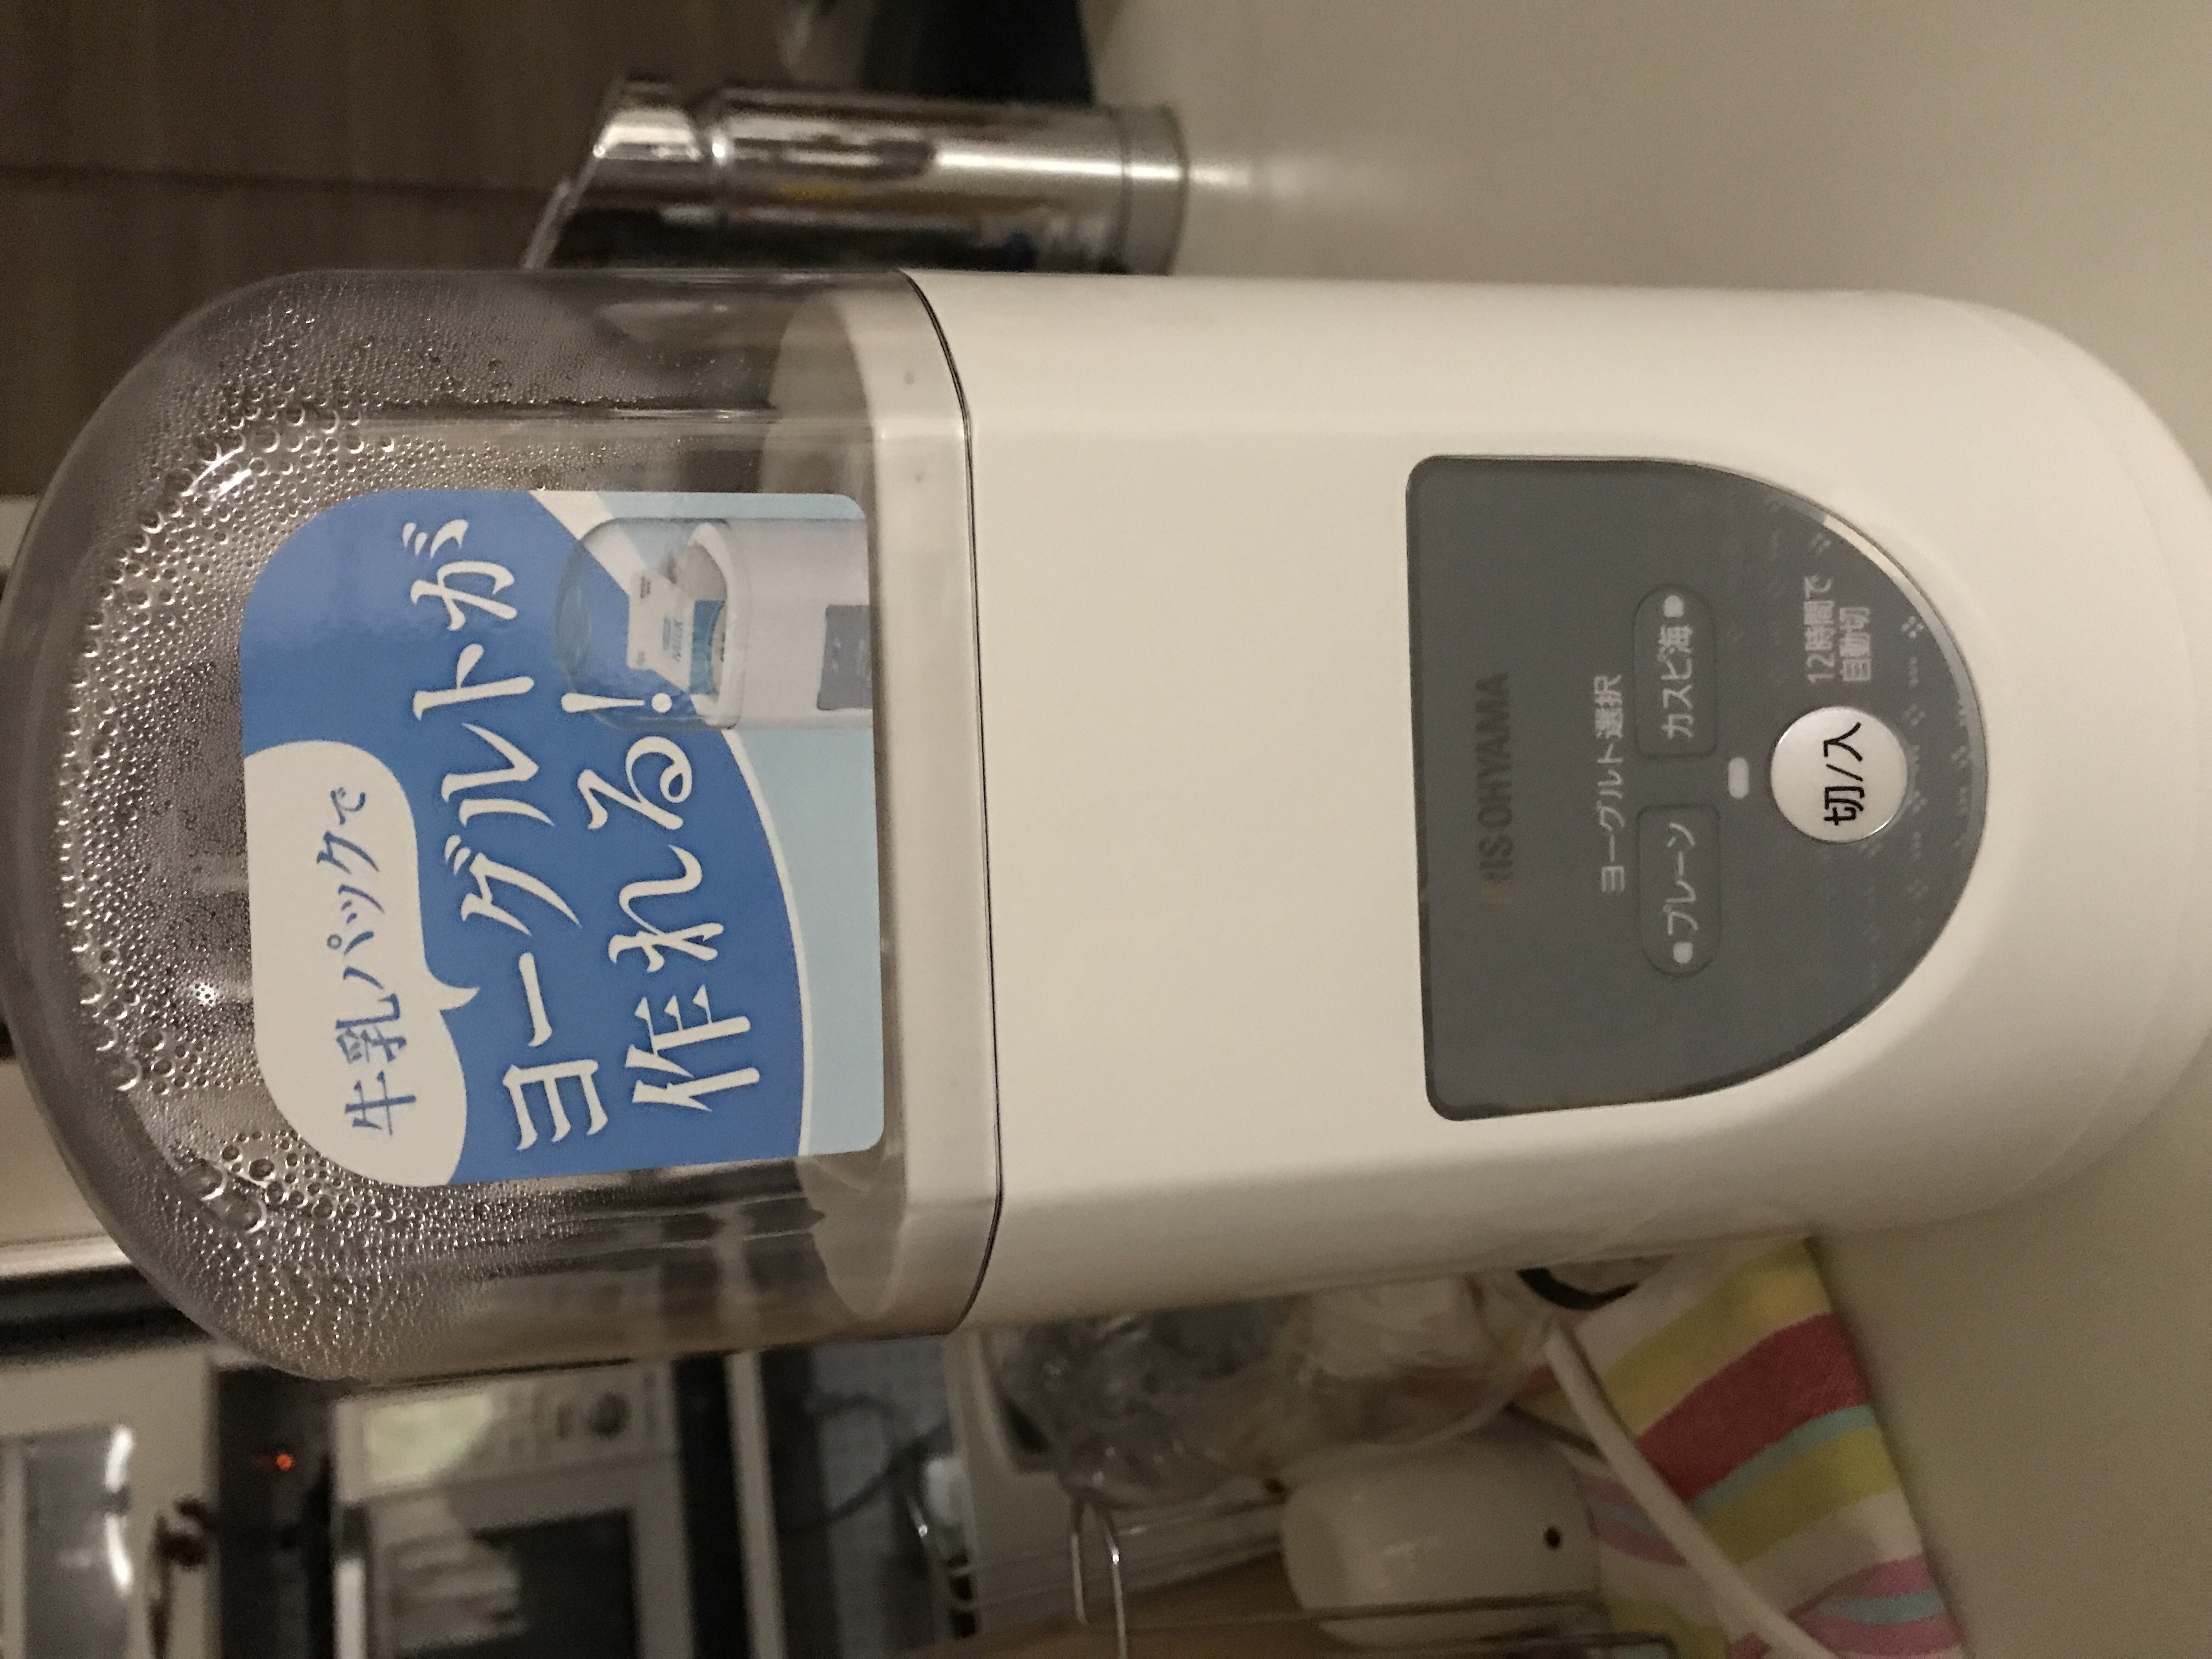 牛乳パックで
ヨーグルトが
作れる!
MILK
IRIS OHYAMA
ヨーグルト選択
プレーン
カスピ海
切/入
12時間で
自動切